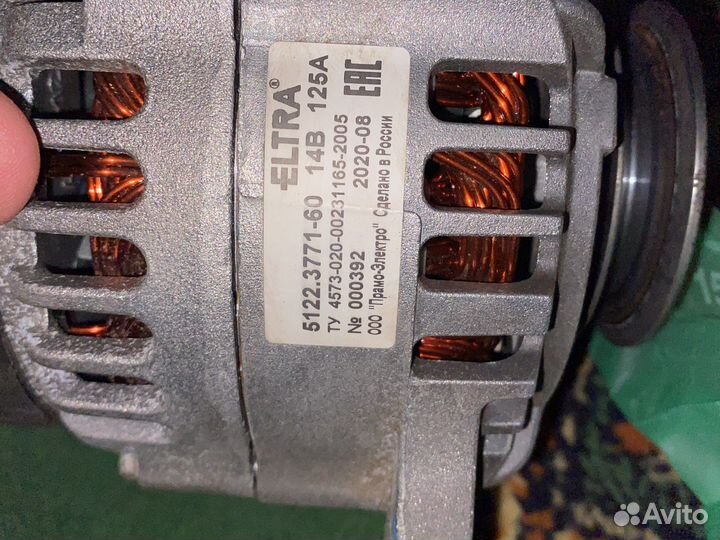 ELTRA®
5122.3771-60 14В 125А
ТУ 4573-020-00231165-2005
№ 000392 2020-08
ООО "Прамо-Электро" Сделано в России
EAC
Avito